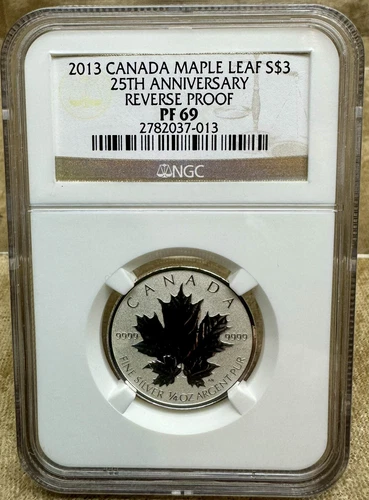 2013 CANADA MAPLE LEAF S$3
25TH ANNIVERSARY
REVERSE PROOF
PF 69
2782037-013
NGC
CANADA
9999 9999
FINE SILVER 1/4 OZ ARGENT PUR